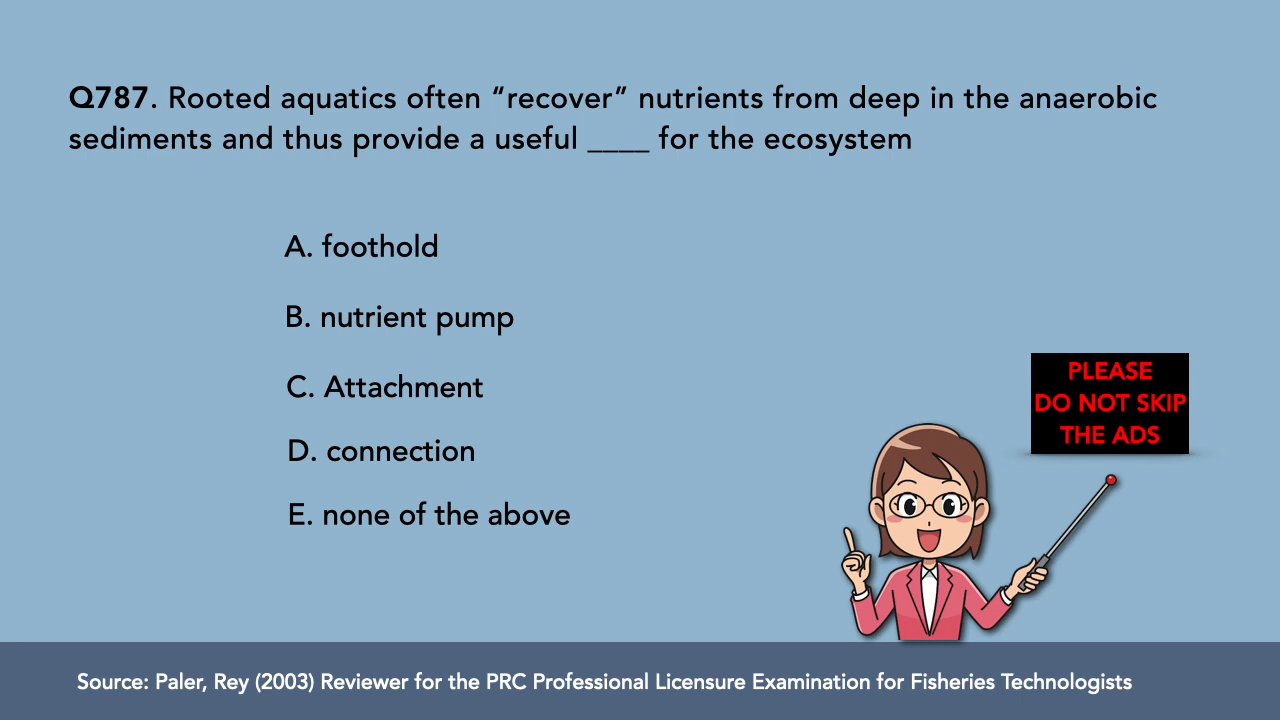 Q787. Rooted aquatics often “recover” nutrients from deep in the anaerobic
sediments and thus provide a useful ____ for the ecosystem
A. foothold
B. nutrient pump
C. Attachment
D. connection
E. none of the above
PLEASE
DO NOT SKIP
THE ADS
Source: Paler, Rey (2003) Reviewer for the PRC Professional Licensure Examination for Fisheries Technologists